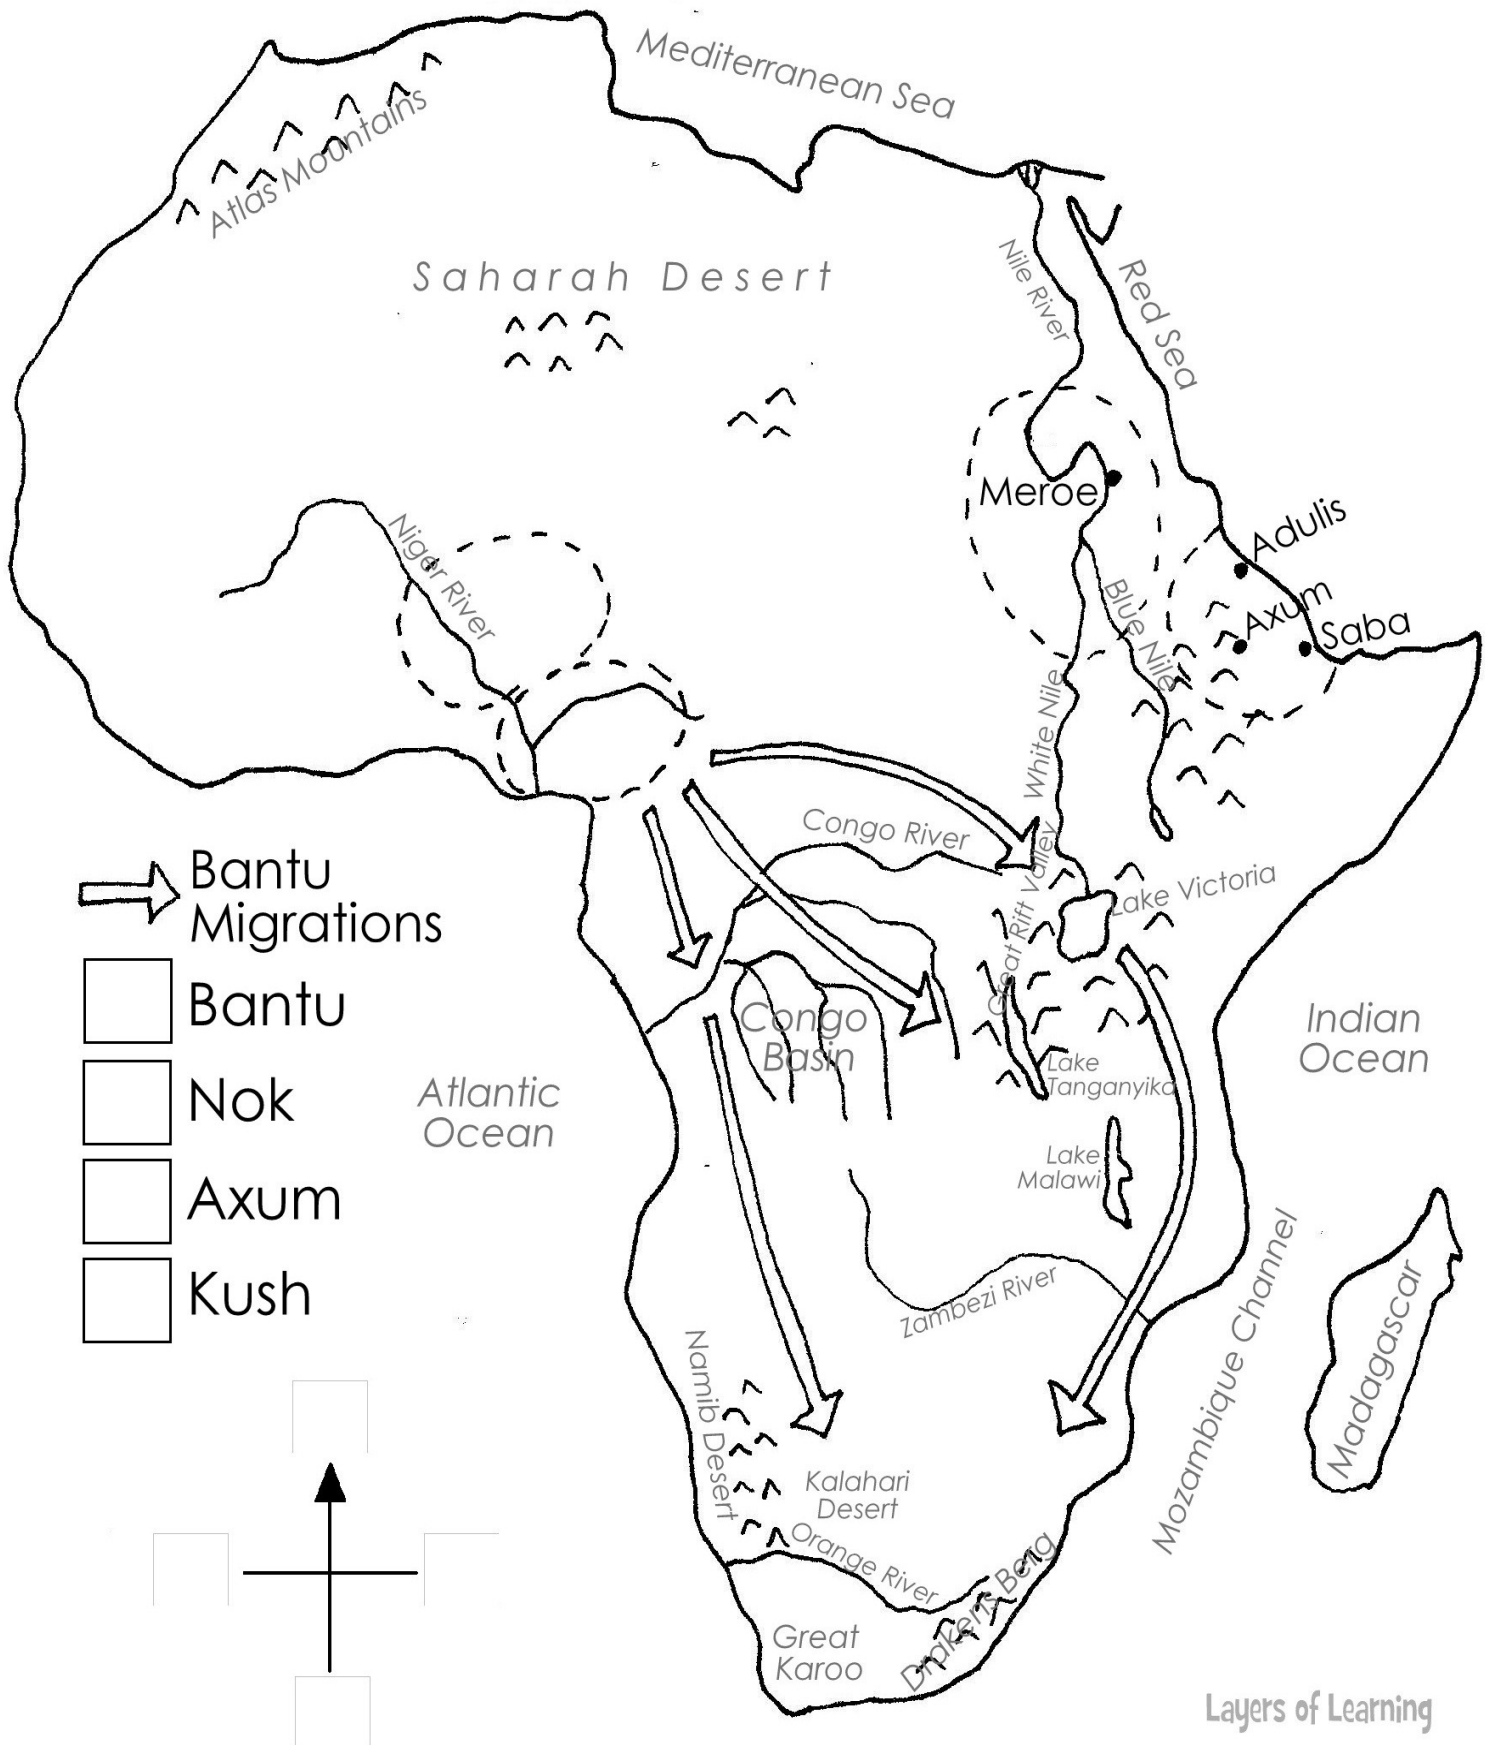 Mediterranean Sea
Atlas Mountains
Saharah Desert
Nile River
Red Sea
Meroe
Niger River
Adulis
Axum
Saba
Blue Nile
White Nile
Congo River
Great Rift Valley
Lake Victoria
Bantu
Migrations
Bantu
Nok
Axum
Kush
Atlantic
Ocean
Congo
Basin
Indian
Ocean
Lake
Tanganyika
Lake
Malawi
Zambezi River
Mozambique Channel
Madagascar
Namib Desert
Kalahari
Desert
Orange River
Drakens Berg
Great
Karoo
Layers of Learning